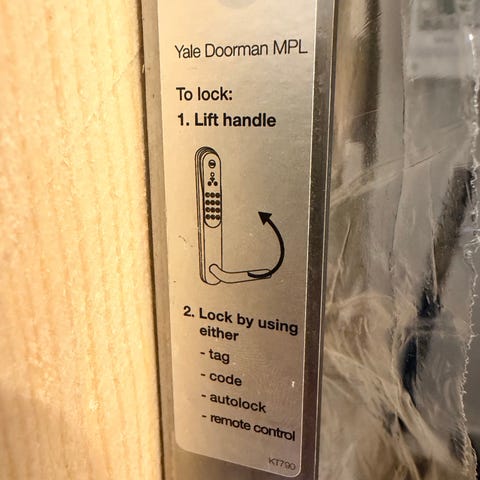 Yale Doorman MPL
To lock:
1. Lift handle
2. Lock by using
either
- tag
- code
- autolock
- remote control
KT790